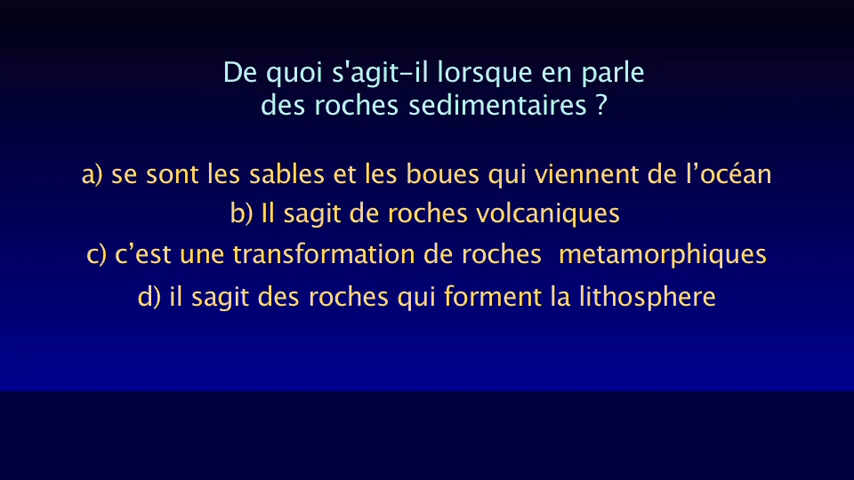 De quoi s'agit-il lorsque en parle
des roches sedimentaires ?
a) se sont les sables et les boues qui viennent de l’océan
b) Il sagit de roches volcaniques
c) c’est une transformation de roches  metamorphiques
d) il sagit des roches qui forment la lithosphere